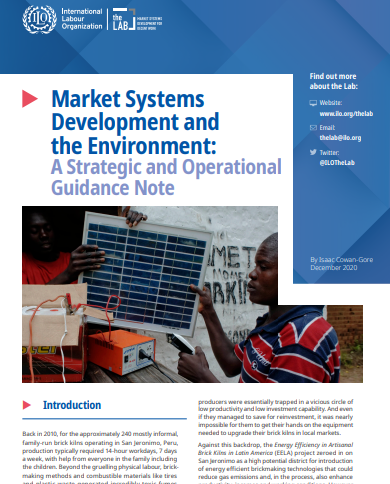 International
Labour
Organization
the
LAB
MARKET SYSTEMS
DEVELOPMENT FOR
DECENT WORK
Find out more
about the Lab:
Website:
www.ilo.org/thelab
Email:
thelab@ilo.org
Twitter:
@ILOTheLab
Market Systems
Development and
the Environment:
A Strategic and Operational
Guidance Note
By Isaac Cowan-Gore
December 2020
Introduction
Back in 2010, for the approximately 240 mostly informal,
family-run brick kilns operating in San Jeronimo, Peru,
production typically required 14-hour workdays, 7 days
a week, with help from everyone in the family including
the children. Beyond the gruelling physical labour, brick-
making methods and combustible materials like tires
and plastic waste generated incredibly toxic fumes
producers were essentially trapped in a vicious circle of
low productivity and low investment capability. And even
if they managed to save for reinvestment, it was nearly
impossible for them to get their hands on the equipment
needed to upgrade their brick kilns in local markets.
Against this backdrop, the Energy Efficiency in Artisanal
Brick Kilns in Latin America (EELA) project zeroed in on
San Jeronimo as a high potential district for introduction
of energy efficient brickmaking technologies that could
reduce gas emissions and, in the process, also enhance